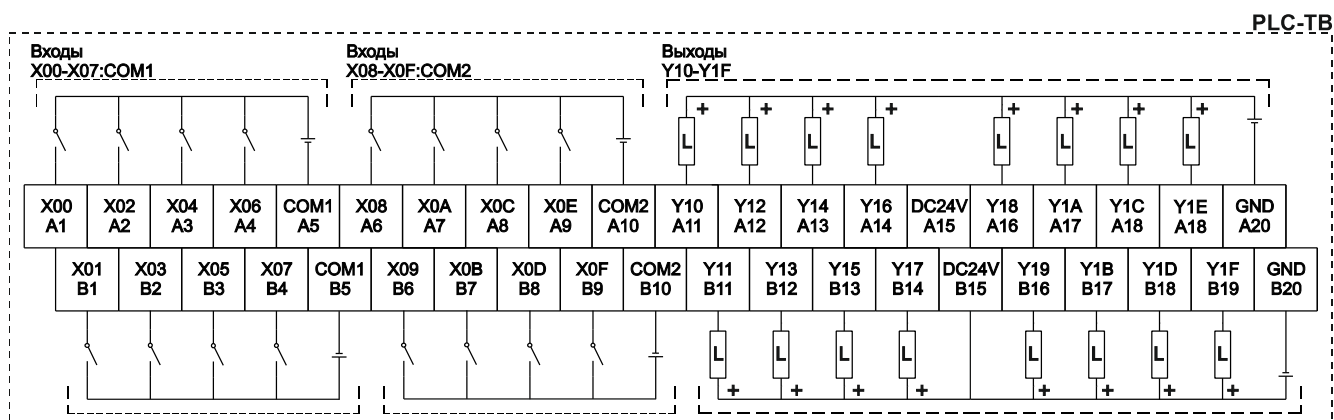 PLC-TB
Входы
X00-X07:COM1
Входы
X08-X0F:COM2
Выходы
Y10-Y1F
+ + + + + + + +
L L L L L L L L
X00 X02 X04 X06 COM1 X08 X0A X0C X0E COM2 Y10 Y12 Y14 Y16 DC24V Y18 Y1A Y1C Y1E GND
A1 A2 A3 A4 A5 A6 A7 A8 A9 A10 A11 A12 A13 A14 A15 A16 A17 A18 A18 A20
X01 X03 X05 X07 COM1 X09 X0B X0D X0F COM2 Y11 Y13 Y15 Y17 DC24V Y19 Y1B Y1D Y1F GND
B1 B2 B3 B4 B5 B6 B7 B8 B9 B10 B11 B12 B13 B14 B15 B16 B17 B18 B19 B20
L L L L L L L L
+ + + + + + + +